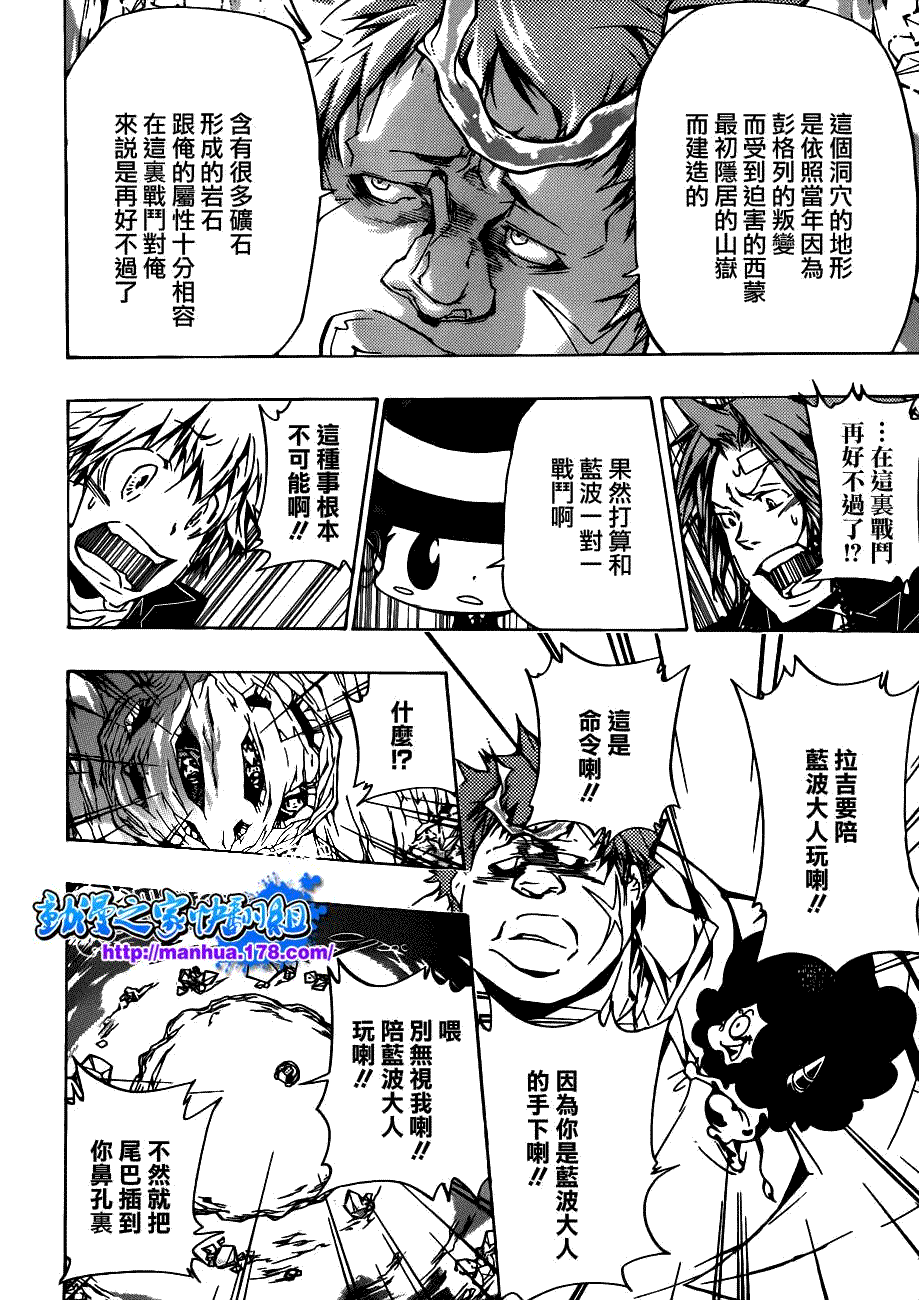 這個洞穴的地形
是依照當年因為
彭格列的叛變
而受到迫害的西蒙
最初隱居的山嶽
而建造的
含有很多礦石
形成的岩石
跟俺的屬性十分相容
在這裏戰鬥對俺
來說是再好不過了
…在這裏戰鬥
再好不過了!?
果然打算和
藍波一對一
戰鬥啊
這種事根本
不可能啊!!
拉吉要陪
藍波大人玩喇!!
這是
命令喇!!
什麼!?
因為你是藍波大人
的手下喇!!
喂
別無視我喇!!
陪藍波大人
玩喇!!
不然就把
尾巴插到
你鼻孔裏
動漫之家快翻組
http://manhua.178.com/